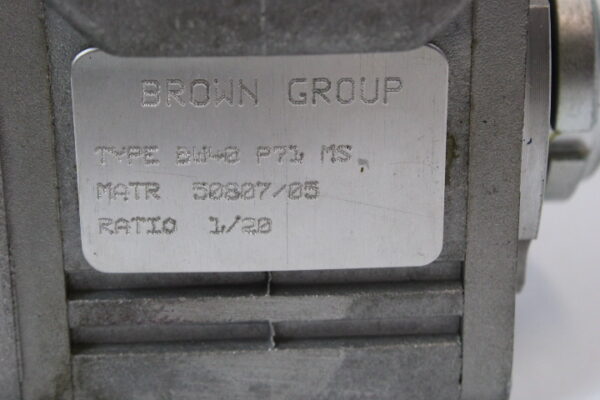 BROWN GROUP
TYPE BW40 P71 MS.
MATR 50807/05
RATIO 1/20